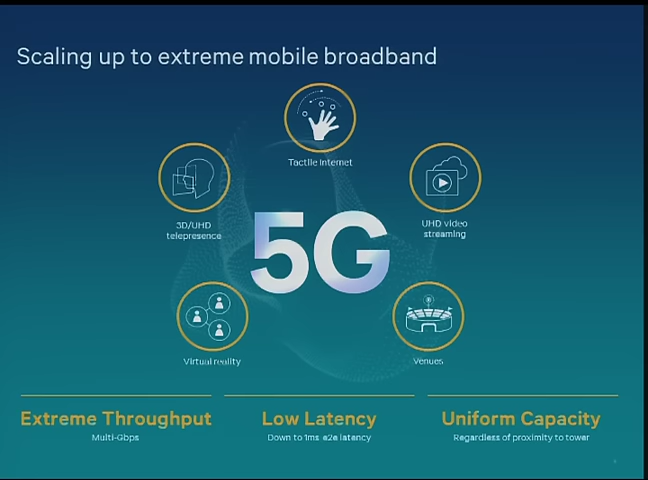 Scaling up to extreme mobile broadband
Tactile Internet
3D/UHD
telepresence
UHD video
streaming
5G
Virtual reality
Venues
Extreme Throughput
Low Latency
Uniform Capacity
Multi-Gbps
Down to 1ms e2e latency
Regardless of proximity to tower